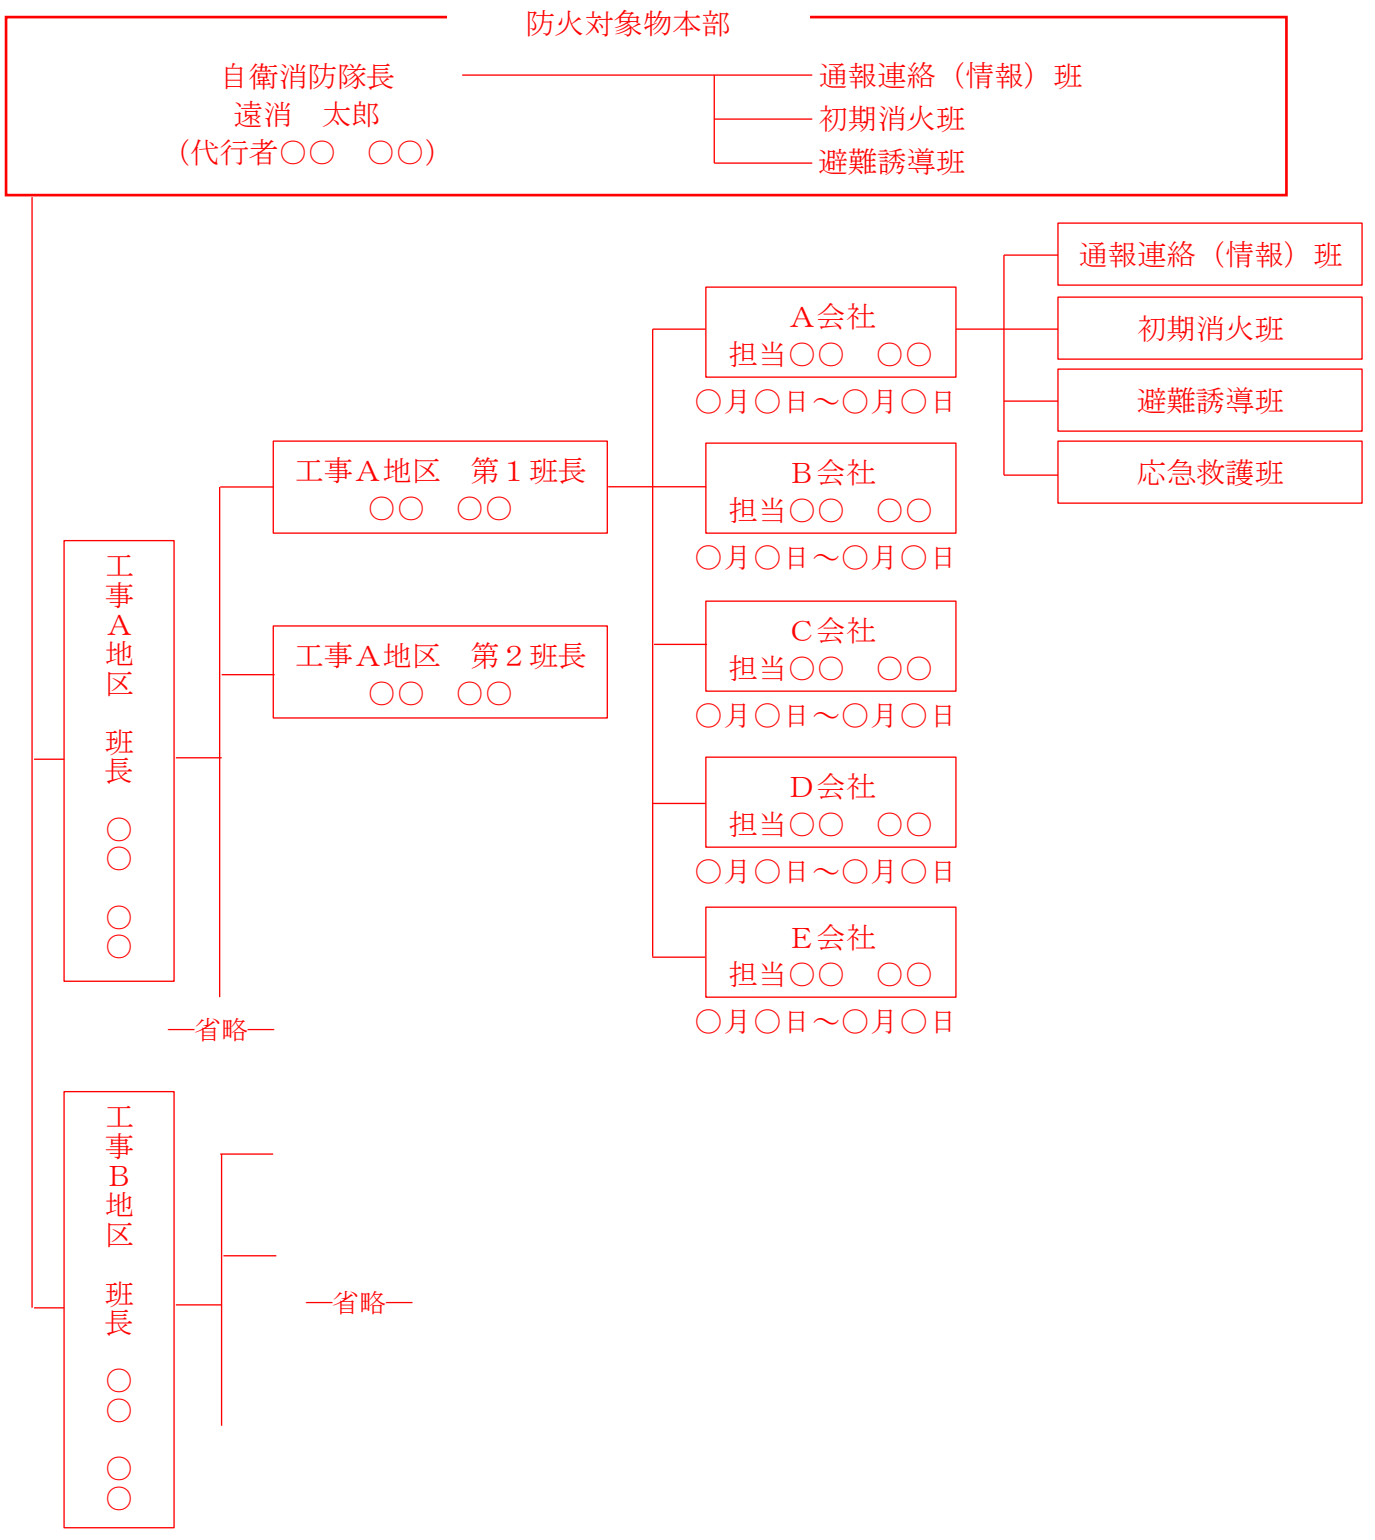 防火対象物本部
自衛消防隊長
遠消　太郎
（代行者〇〇　〇〇）
通報連絡（情報）班
初期消火班
避難誘導班
通報連絡（情報）班
初期消火班
避難誘導班
応急救護班
A会社
担当〇〇　〇〇
〇月〇日～〇月〇日
B会社
担当〇〇　〇〇
〇月〇日～〇月〇日
C会社
担当〇〇　〇〇
〇月〇日～〇月〇日
D会社
担当〇〇　〇〇
〇月〇日～〇月〇日
E会社
担当〇〇　〇〇
〇月〇日～〇月〇日
工事A地区　第１班長
〇〇　〇〇
工事A地区　第２班長
〇〇　〇〇
工事A地区　班長　〇〇　〇〇
―省略―
工事B地区　班長　〇〇　〇〇
―省略―